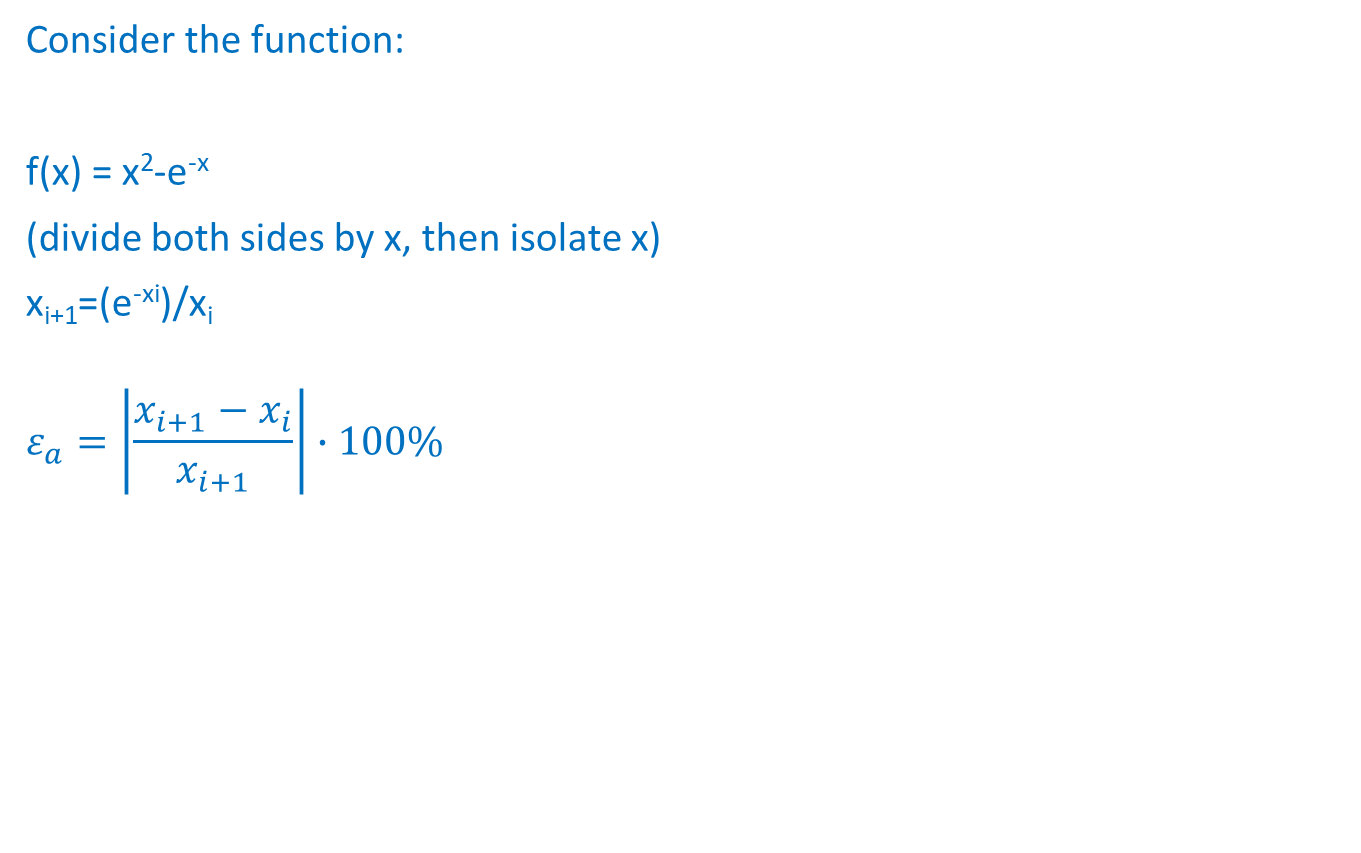 Consider the function:
f(x) = x²-e⁻ˣ
(divide both sides by x, then isolate x)
xᵢ₊₁=(e⁻ˣⁱ)/xᵢ
εₐ = |(xᵢ₊₁ − xᵢ)/xᵢ₊₁| · 100%